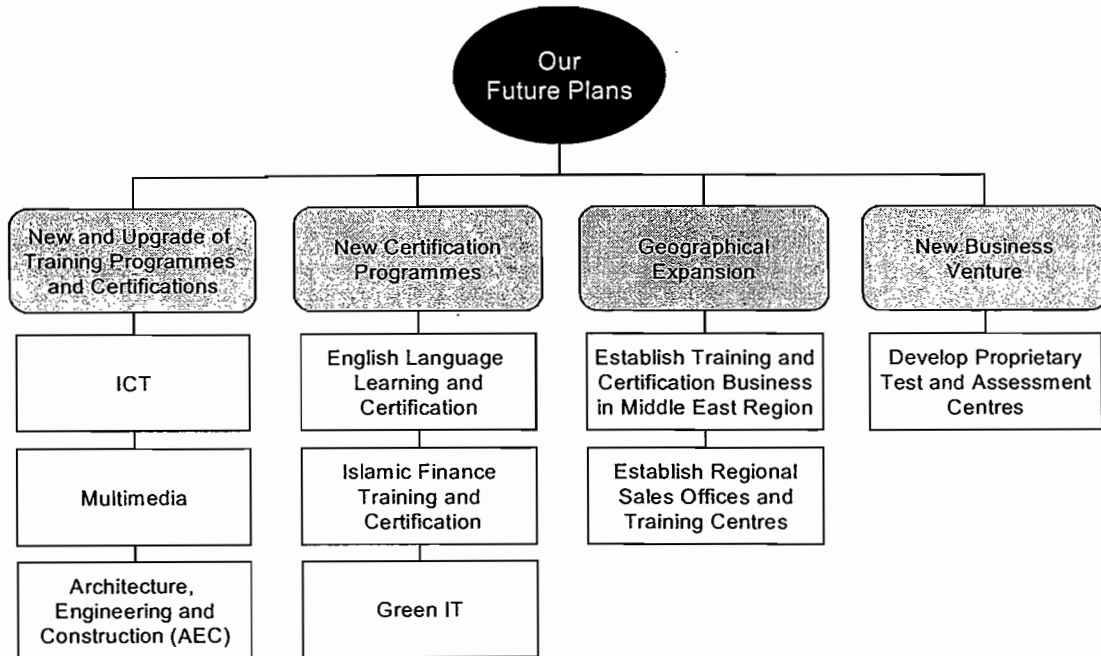 Our
Future Plans
New and Upgrade of
Training Programmes
and Certifications
New Certification
Programmes
Geographical
Expansion
New Business
Venture
ICT
English Language
Learning and
Certification
Establish Training and
Certification Business
in Middle East Region
Develop Proprietary
Test and Assessment
Centres
Multimedia
Islamic Finance
Training and
Certification
Establish Regional
Sales Offices and
Training Centres
Architecture,
Engineering and
Construction (AEC)
Green IT